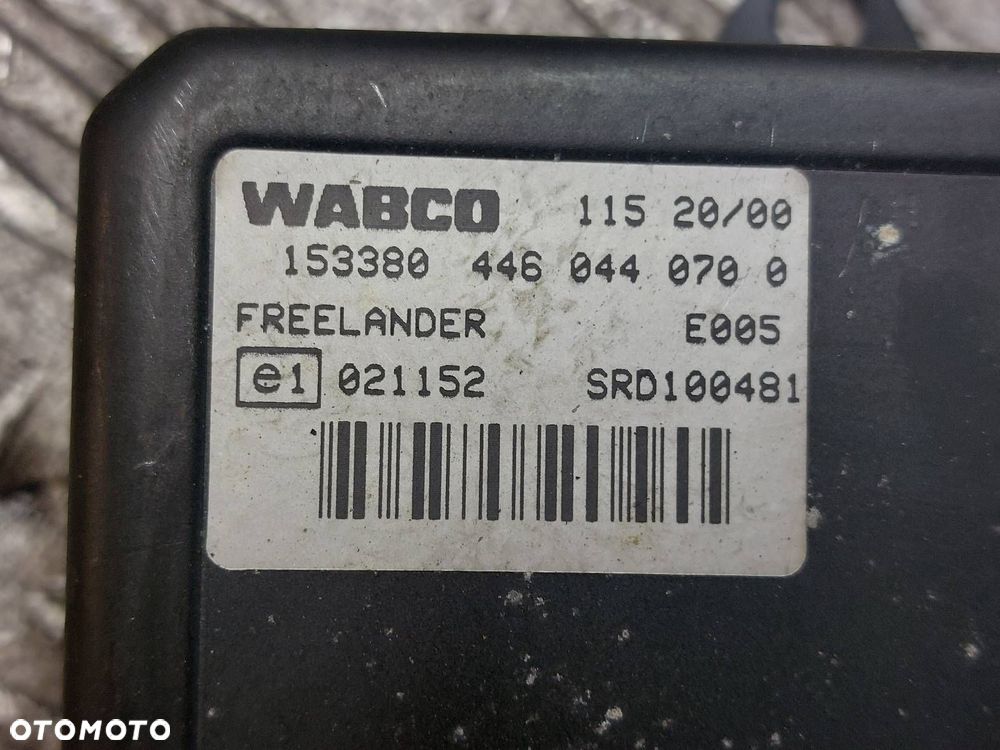 WABCO 115 20/00
153380 446 044 070 0
FREELANDER E005
e1 021152 SRD100481
OTOMOTO